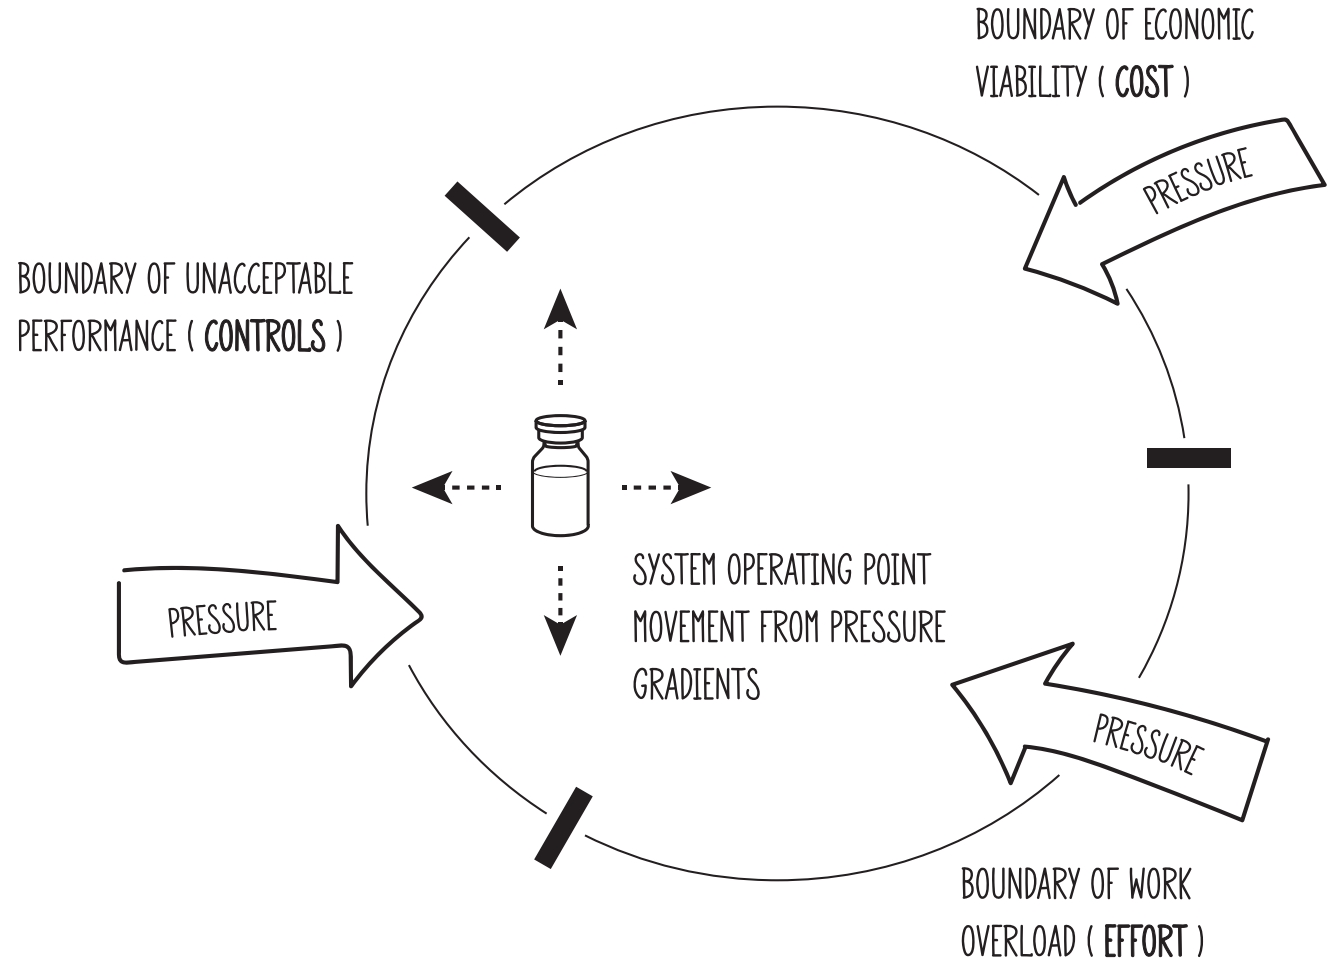 BOUNDARY OF ECONOMIC
VIABILITY ( COST )
PRESSURE
BOUNDARY OF UNACCEPTABLE
PERFORMANCE ( CONTROLS )
SYSTEM OPERATING POINT
MOVEMENT FROM PRESSURE
GRADIENTS
PRESSURE
PRESSURE
BOUNDARY OF WORK
OVERLOAD ( EFFORT )